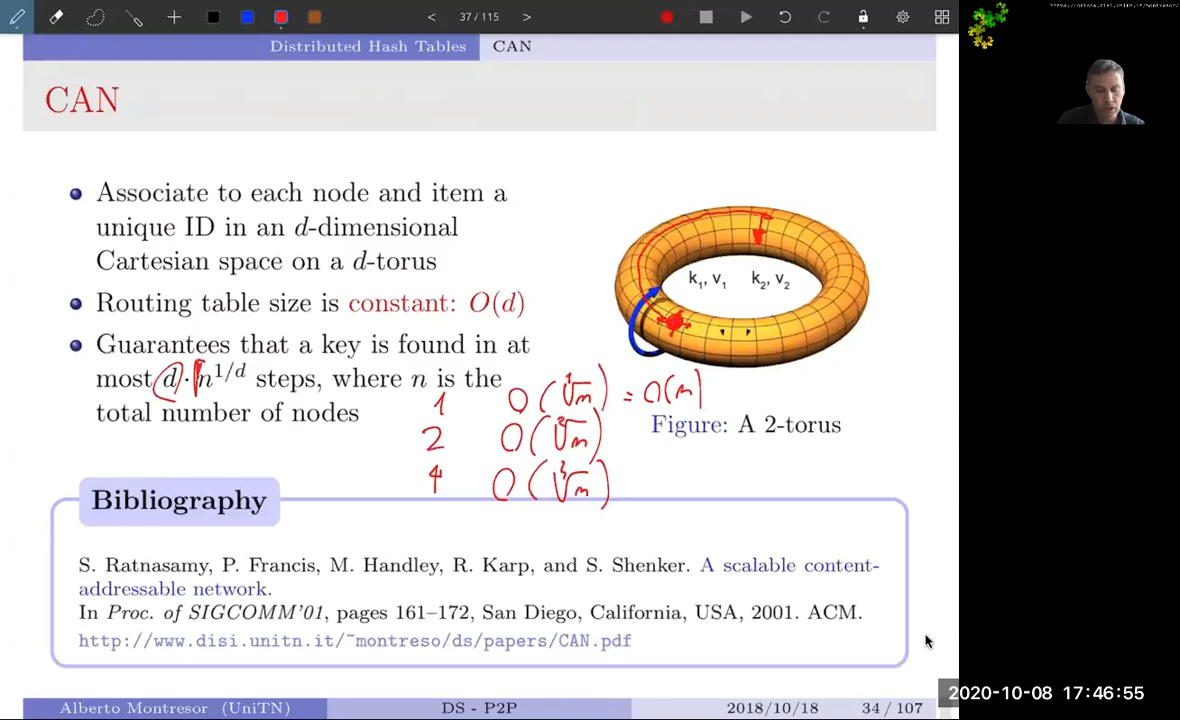 37 / 115
Distributed Hash Tables CAN
CAN
Associate to each node and item a
unique ID in an d-dimensional
Cartesian space on a d-torus
Routing table size is constant: O(d)
Guarantees that a key is found in at
most d · n^{1/d} steps, where n is the
total number of nodes
k₁, v₁ k₂, v₂
1 O(¹√n) = O(n)
2 O(²√n)
4 O(³√n)
Figure: A 2-torus
Bibliography
S. Ratnasamy, P. Francis, M. Handley, R. Karp, and S. Shenker. A scalable content-
addressable network.
In Proc. of SIGCOMM'01, pages 161–172, San Diego, California, USA, 2001. ACM.
http://www.disi.unitn.it/~montreso/ds/papers/CAN.pdf
Alberto Montresor (UniTN) DS - P2P 2018/10/18 34 / 107
2020-10-08 17:46:55